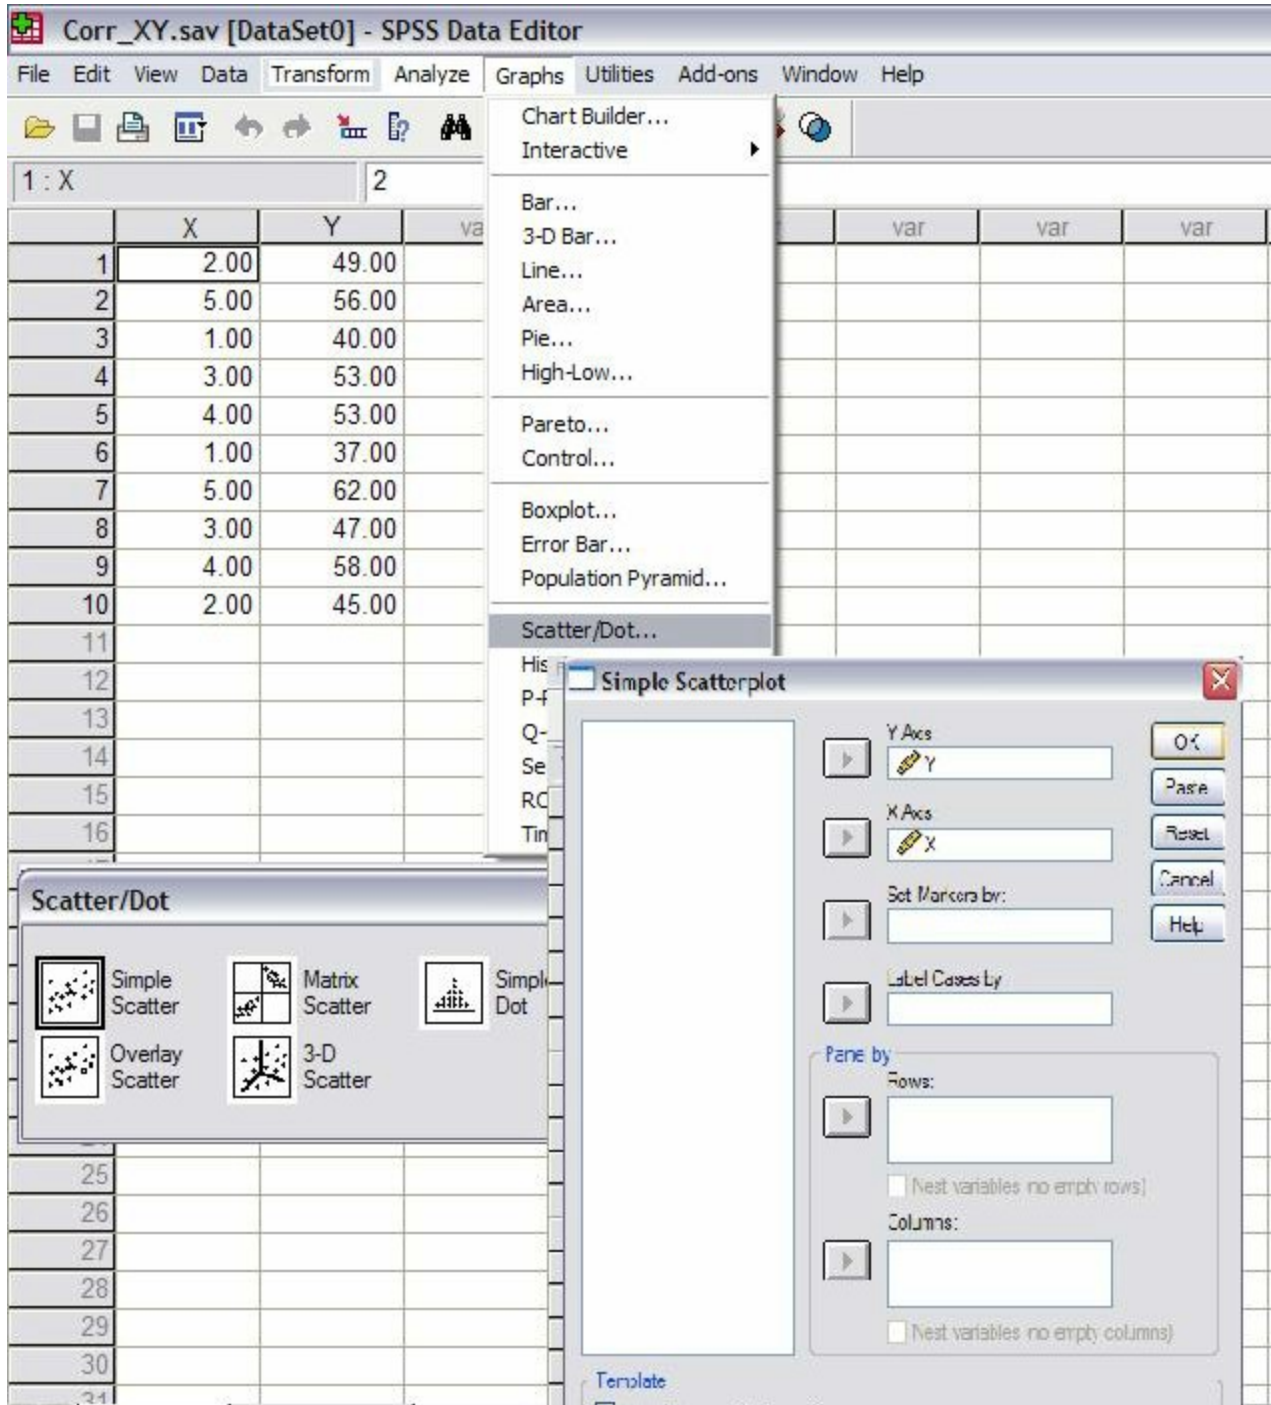 Corr_XY.sav [DataSet0] - SPSS Data Editor
File Edit View Data Transform Analyze Graphs Utilities Add-ons Window Help
1 : X 2
X Y var var var
1 2.00 49.00
2 5.00 56.00
3 1.00 40.00
4 3.00 53.00
5 4.00 53.00
6 1.00 37.00
7 5.00 62.00
8 3.00 47.00
9 4.00 58.00
10 2.00 45.00
11
12
13
14
15
16
25
26
27
28
29
30
31
Chart Builder...
Interactive
Bar...
3-D Bar...
Line...
Area...
Pie...
High-Low...
Pareto...
Control...
Boxplot...
Error Bar...
Population Pyramid...
Scatter/Dot...
His
P-P
Q-
Se
RO
Tim
Scatter/Dot
Simple
Scatter
Matrix
Scatter
Simple
Dot
Overlay
Scatter
3-D
Scatter
Simple Scatterplot
Y Axis
Y
X Axis
X
Set Markers by:
Label Cases by
Panel by
Rows:
Nest variables (no empty rows)
Columns:
Nest variables (no empty columns)
Template
OK
Paste
Reset
Cancel
Help